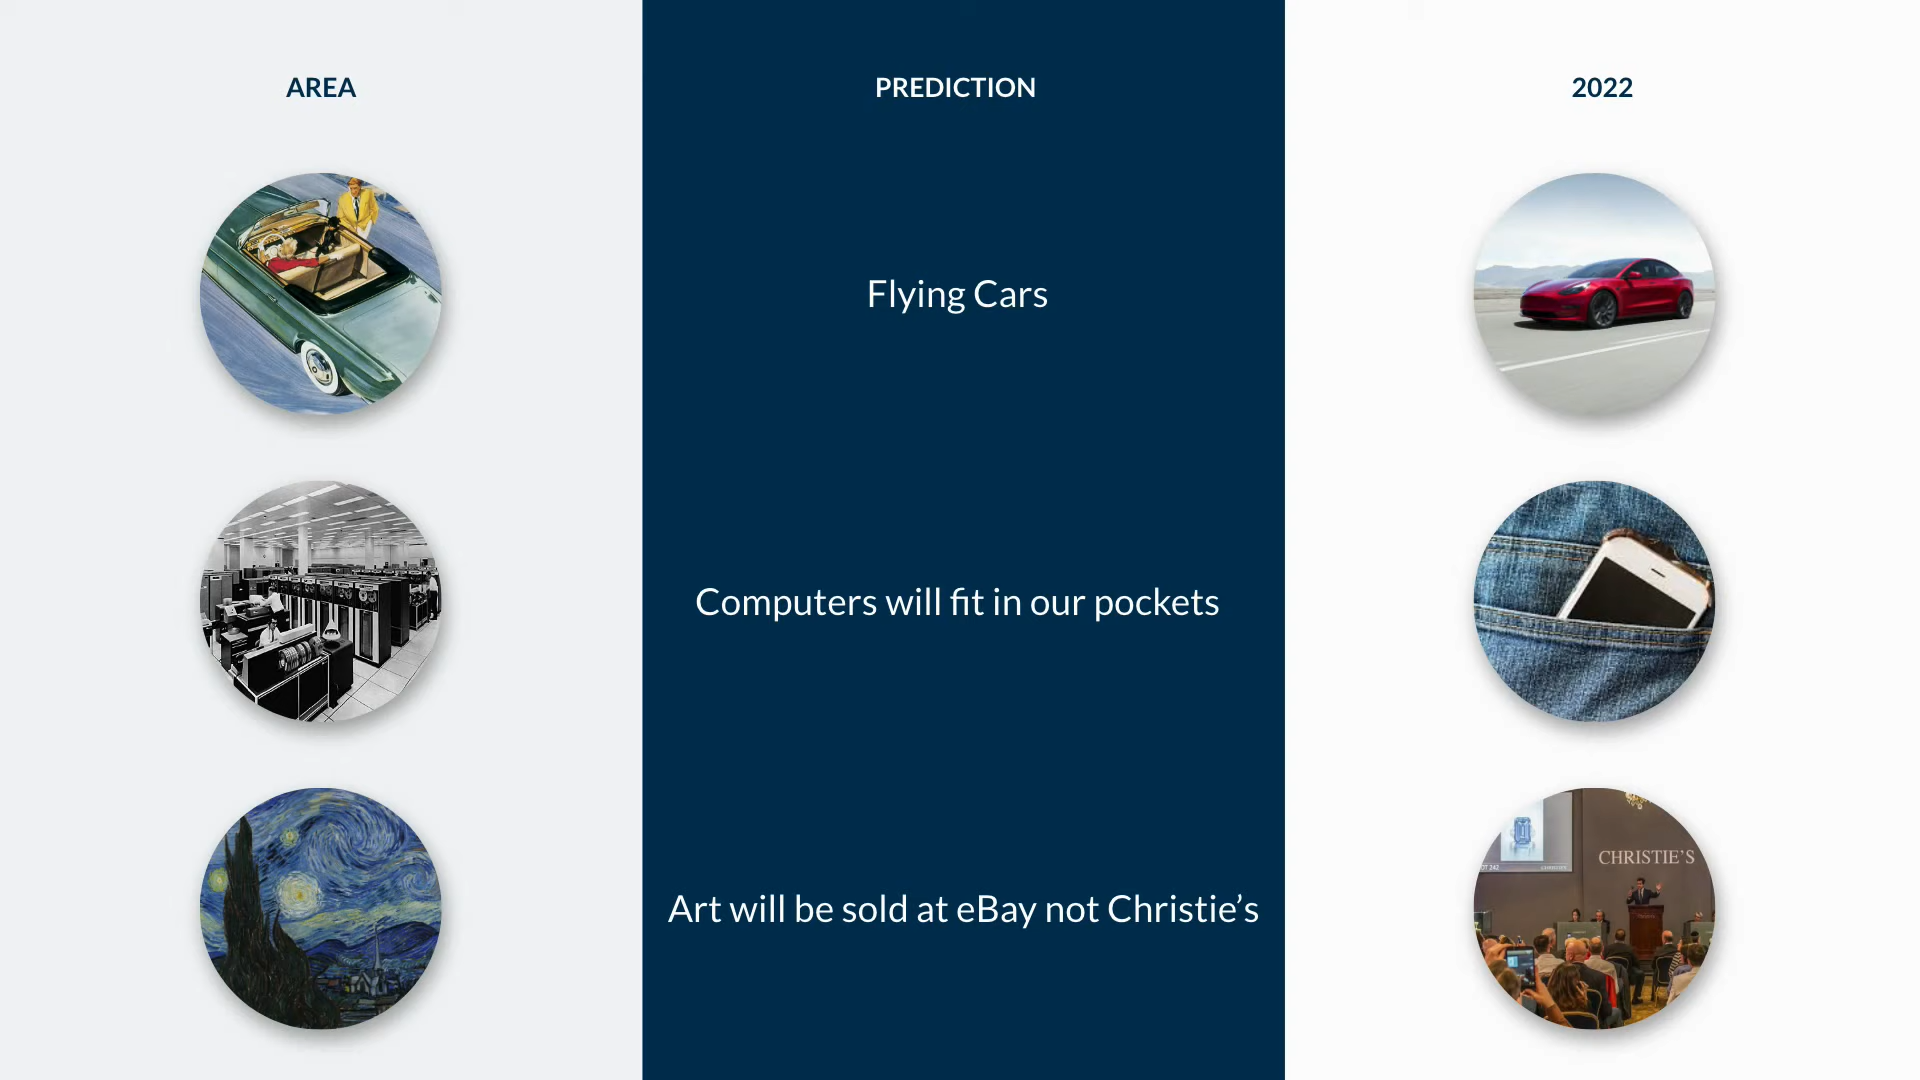 AREA
PREDICTION
2022
Flying Cars
Computers will fit in our pockets
Art will be sold at eBay not Christie’s
CHRISTIE'S